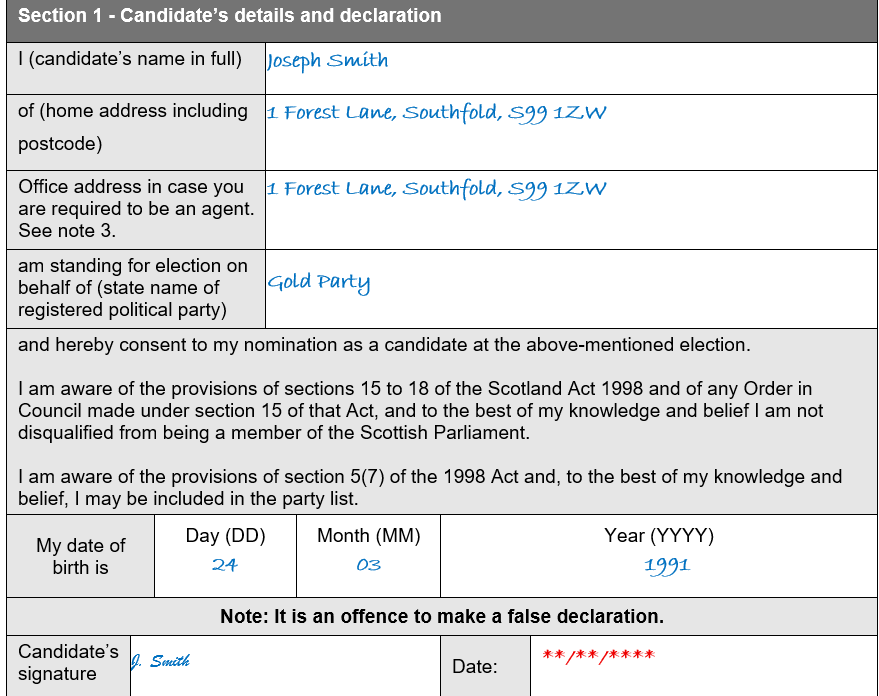 Section 1 - Candidate’s details and declaration
I (candidate’s name in full)
Joseph Smith
of (home address including
postcode)
1 Forest Lane, Southfold, S99 1ZW
Office address in case you
are required to be an agent.
See note 3.
1 Forest Lane, Southfold, S99 1ZW
am standing for election on
behalf of (state name of
registered political party)
Gold Party
and hereby consent to my nomination as a candidate at the above-mentioned election.
I am aware of the provisions of sections 15 to 18 of the Scotland Act 1998 and of any Order in
Council made under section 15 of that Act, and to the best of my knowledge and belief I am not
disqualified from being a member of the Scottish Parliament.
I am aware of the provisions of section 5(7) of the 1998 Act and, to the best of my knowledge and
belief, I may be included in the party list.
My date of
birth is
Day (DD)
24
Month (MM)
03
Year (YYYY)
1991
Note: It is an offence to make a false declaration.
Candidate’s
signature
J. Smith
Date:
**/**/****